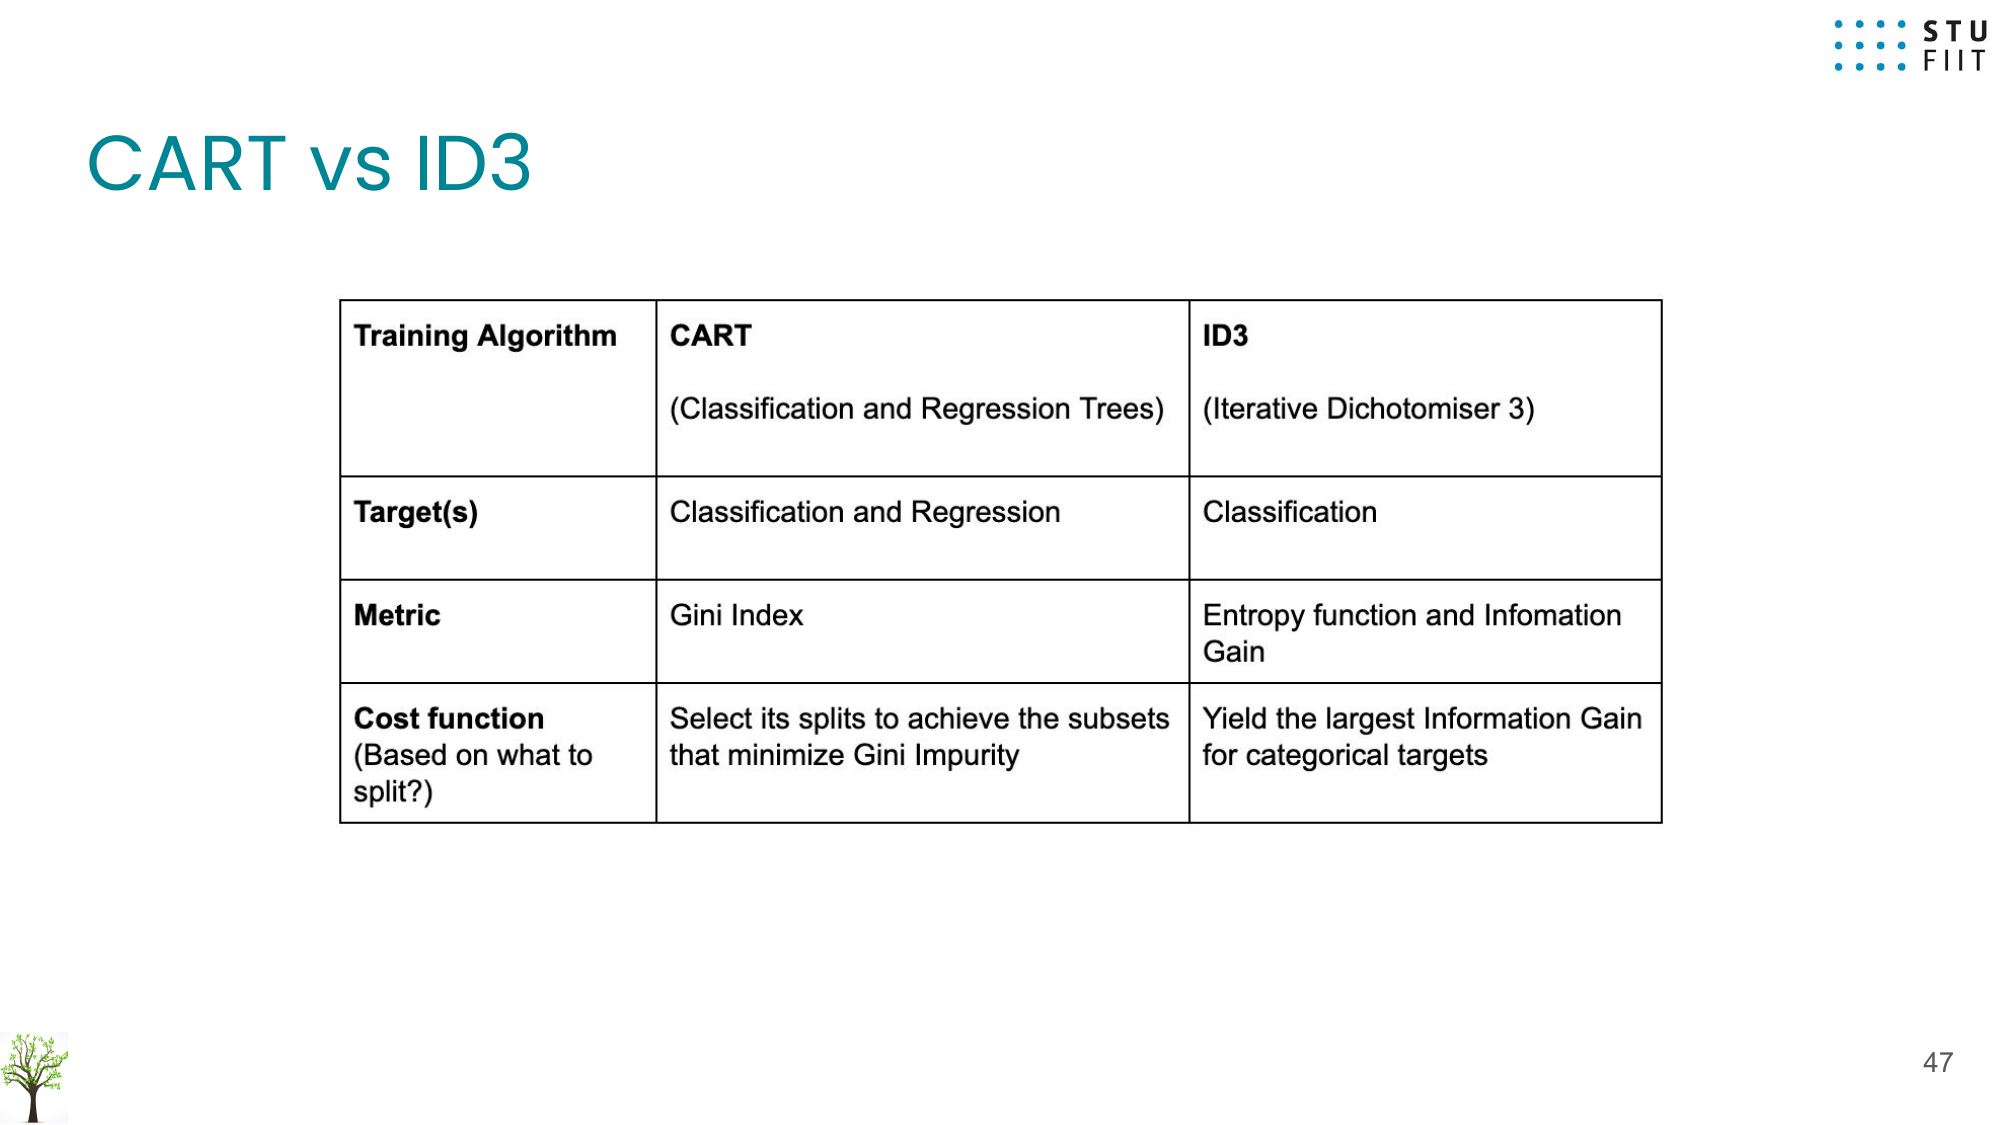 STU
FIIT
CART vs ID3
Training Algorithm
CART
(Classification and Regression Trees)
ID3
(Iterative Dichotomiser 3)
Target(s)
Classification and Regression
Classification
Metric
Gini Index
Entropy function and Infomation
Gain
Cost function
(Based on what to
split?)
Select its splits to achieve the subsets
that minimize Gini Impurity
Yield the largest Information Gain
for categorical targets
47